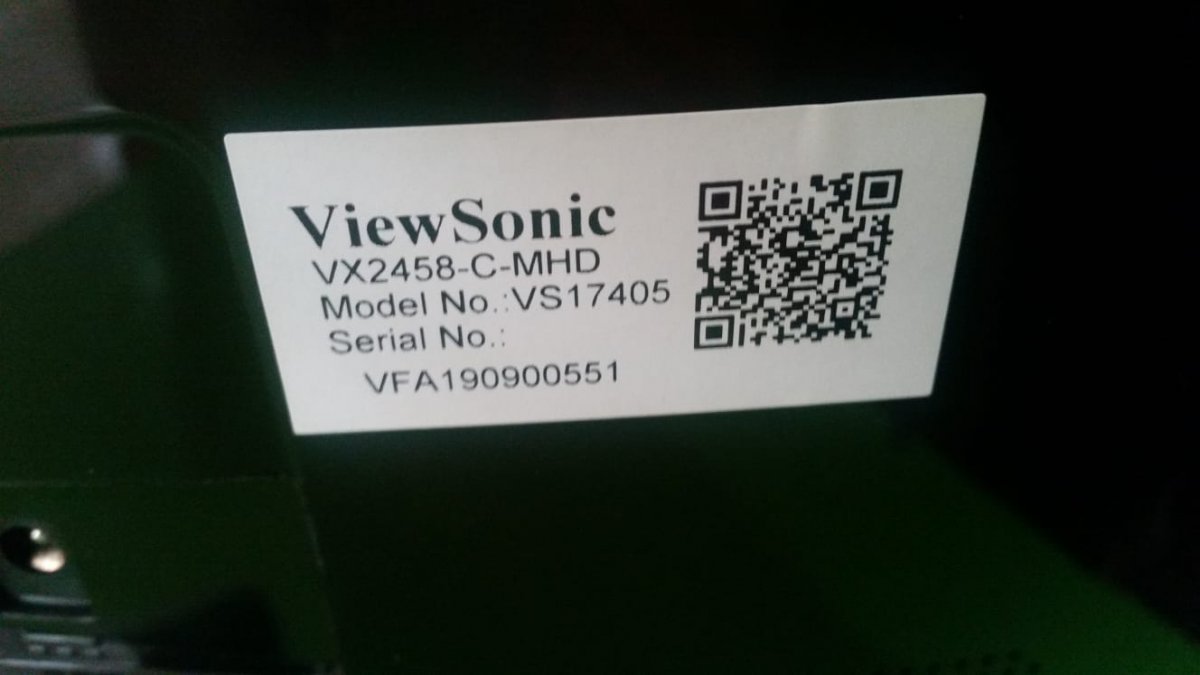 ViewSonic
VX2458-C-MHD
Model No.:VS17405
Serial No.:
VFA190900551